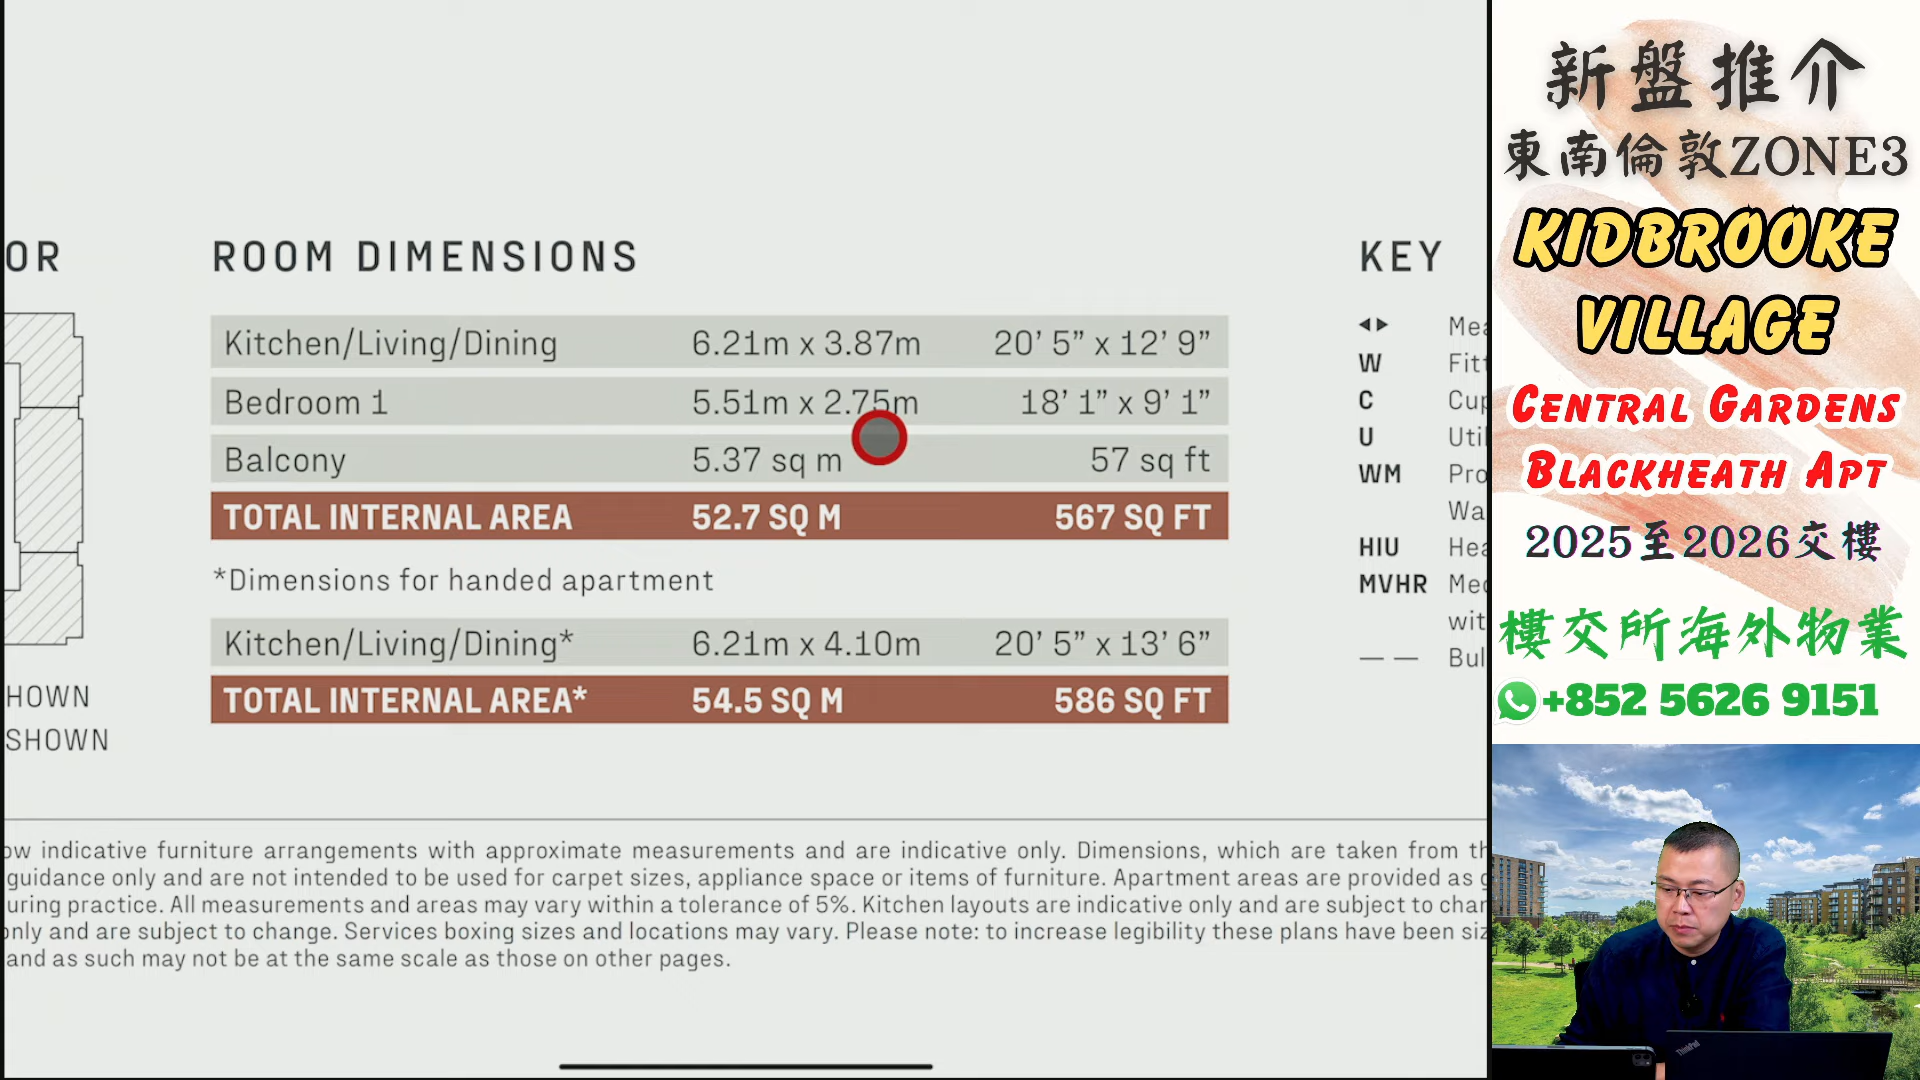 OR
ROOM DIMENSIONS
Kitchen/Living/Dining 6.21m x 3.87m 20' 5” x 12' 9”
Bedroom 1 5.51m x 2.75m 18' 1” x 9' 1”
Balcony 5.37 sq m 57 sq ft
TOTAL INTERNAL AREA 52.7 SQ M 567 SQ FT
*Dimensions for handed apartment
Kitchen/Living/Dining* 6.21m x 4.10m 20' 5” x 13' 6”
TOTAL INTERNAL AREA* 54.5 SQ M 586 SQ FT
HOWN
SHOWN
KEY
◂▸ Mea
W Fitt
C Cup
U Util
WM Pro
Wa
HIU Hea
MVHR Med
wit
— — Bul
ow indicative furniture arrangements with approximate measurements and are indicative only. Dimensions, which are taken from th
guidance only and are not intended to be used for carpet sizes, appliance space or items of furniture. Apartment areas are provided as g
uring practice. All measurements and areas may vary within a tolerance of 5%. Kitchen layouts are indicative only and are subject to char
only and are subject to change. Services boxing sizes and locations may vary. Please note: to increase legibility these plans have been siz
and as such may not be at the same scale as those on other pages.
新盤推介
東南倫敦ZONE3
KIDBROOKE
VILLAGE
CENTRAL GARDENS
BLACKHEATH APT
2025至2026交樓
樓交所海外物業
+852 5626 9151
ThinkPad